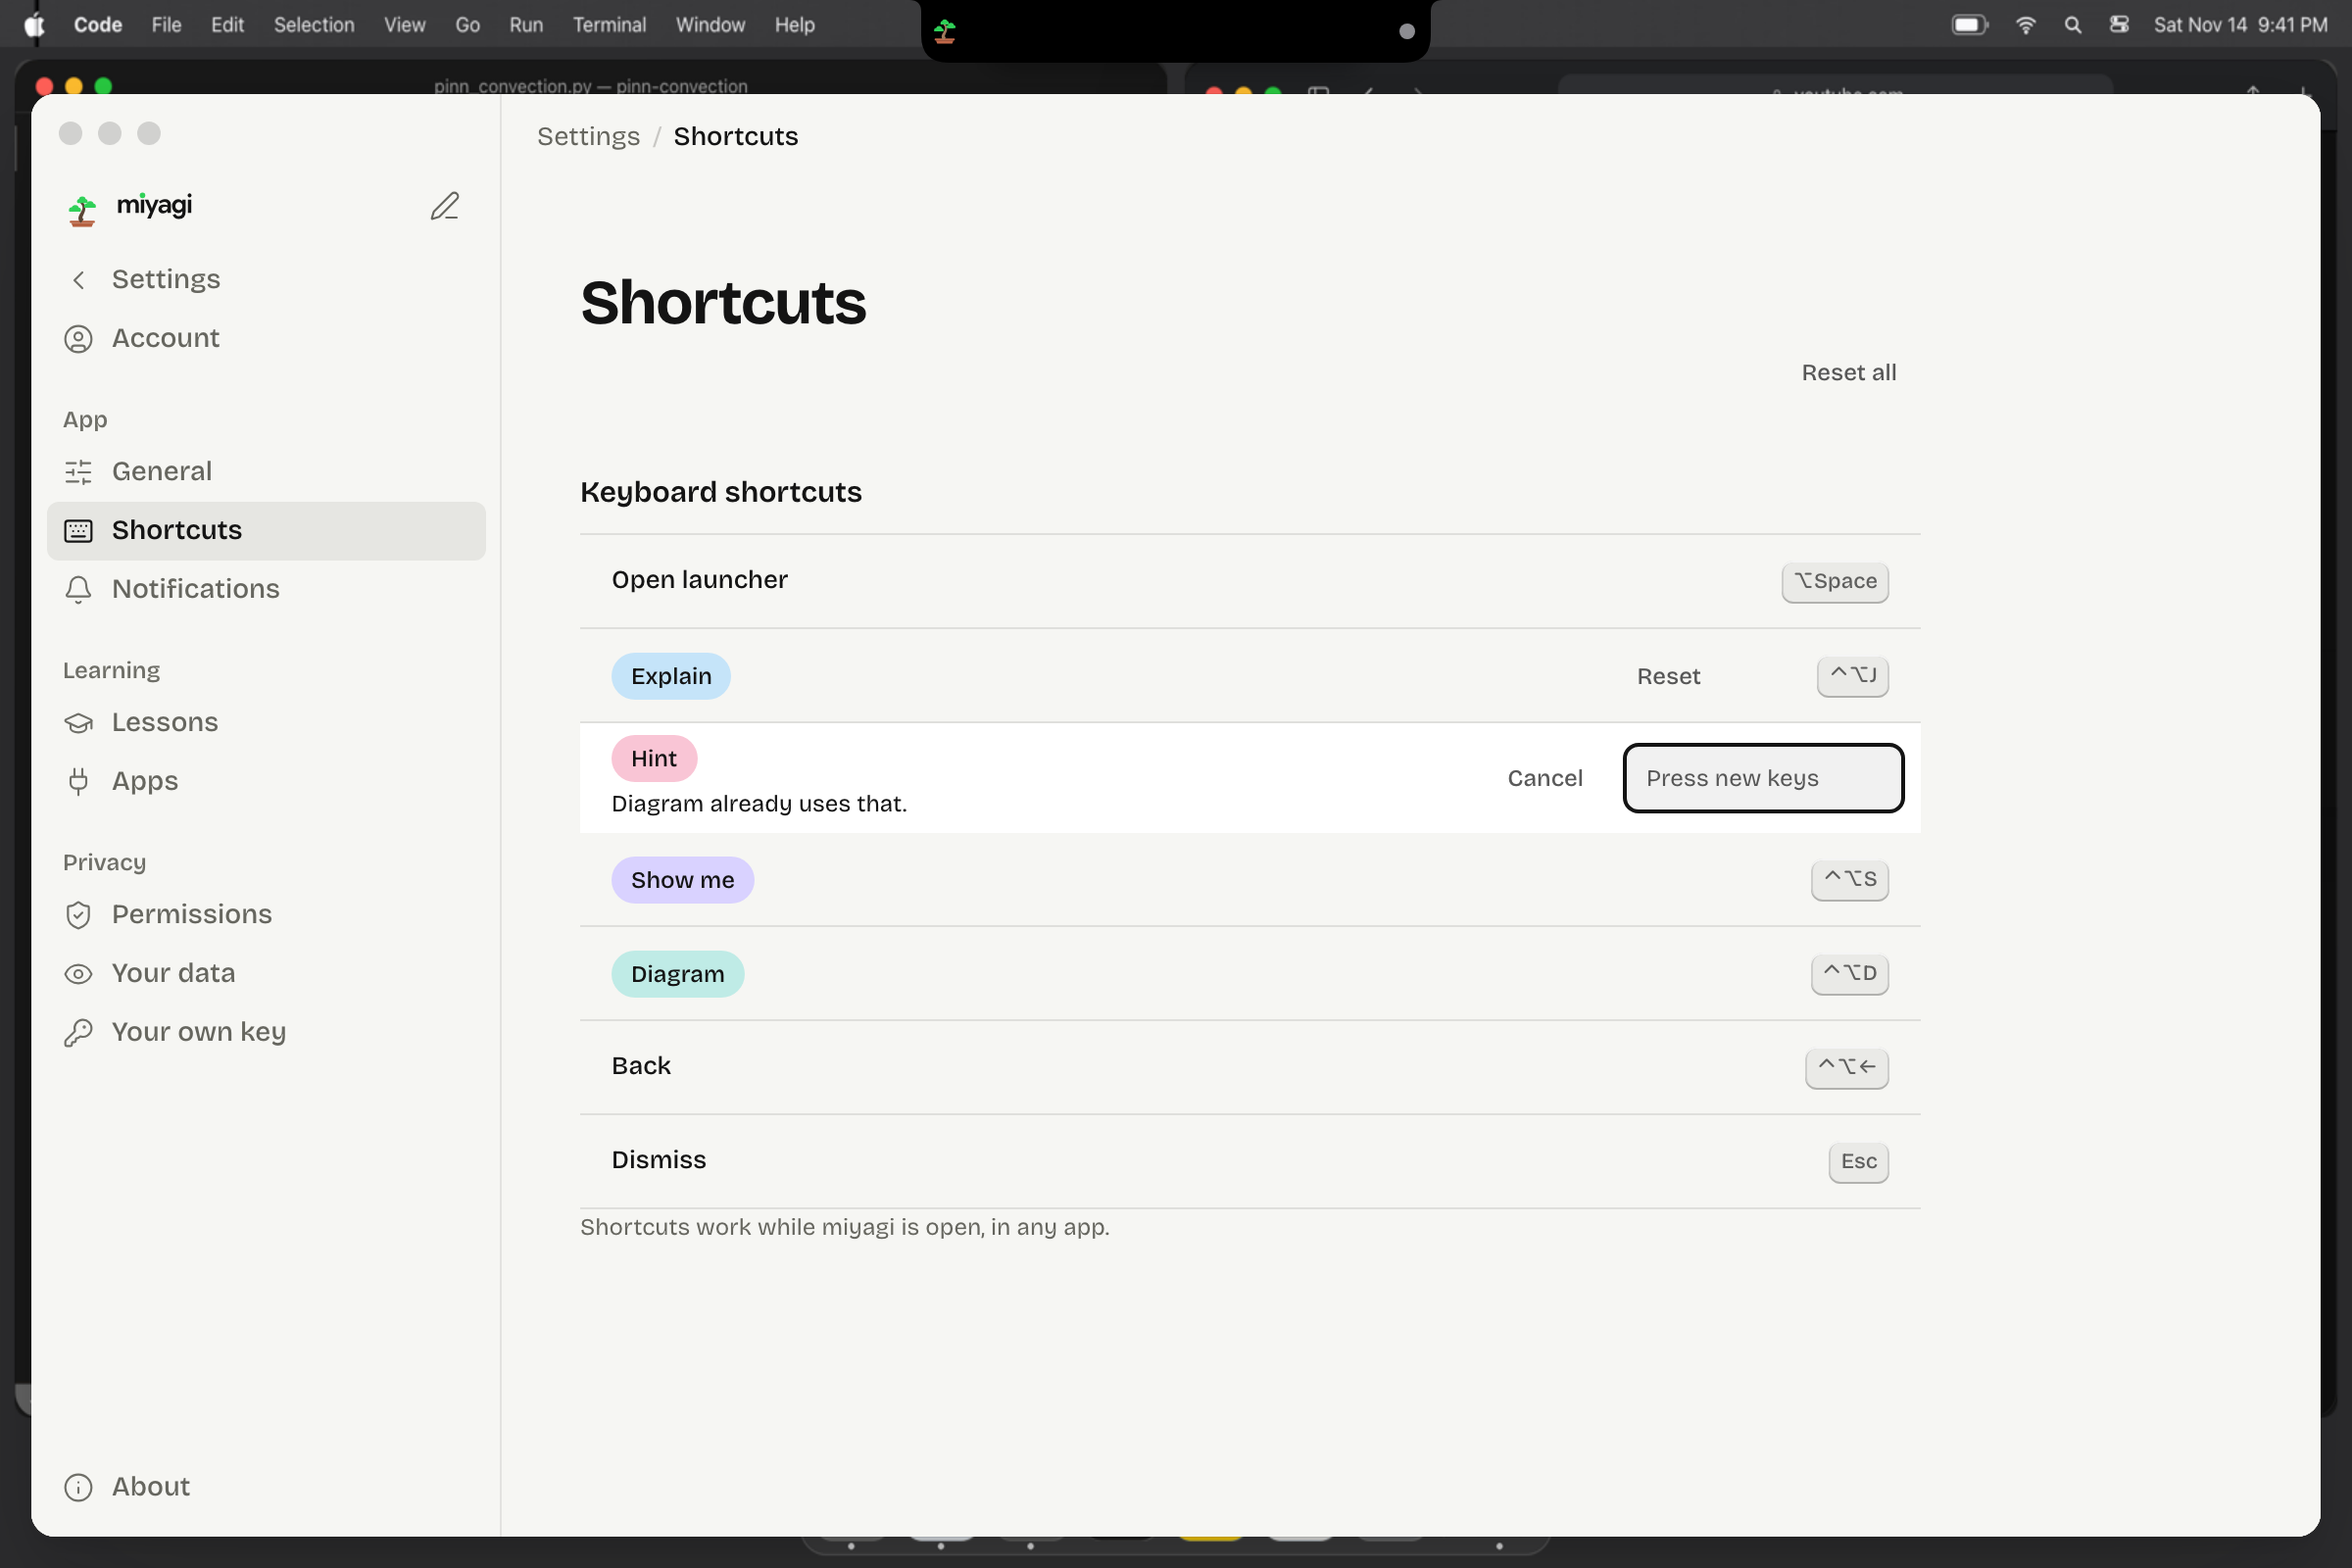 Code File Edit Selection View Go Run Terminal Window Help
Sat Nov 14 9:41 PM
pinn_convection.py — pinn-convection
youtube.com
Settings / Shortcuts
miyagi
Settings
Account
App
General
Shortcuts
Notifications
Learning
Lessons
Apps
Privacy
Permissions
Your data
Your own key
About
Shortcuts
Reset all
Keyboard shortcuts
Open launcher ⌥Space
Explain Reset ^⌥J
Hint Cancel Press new keys
Diagram already uses that.
Show me ^⌥S
Diagram ^⌥D
Back ^⌥←
Dismiss Esc
Shortcuts work while miyagi is open, in any app.